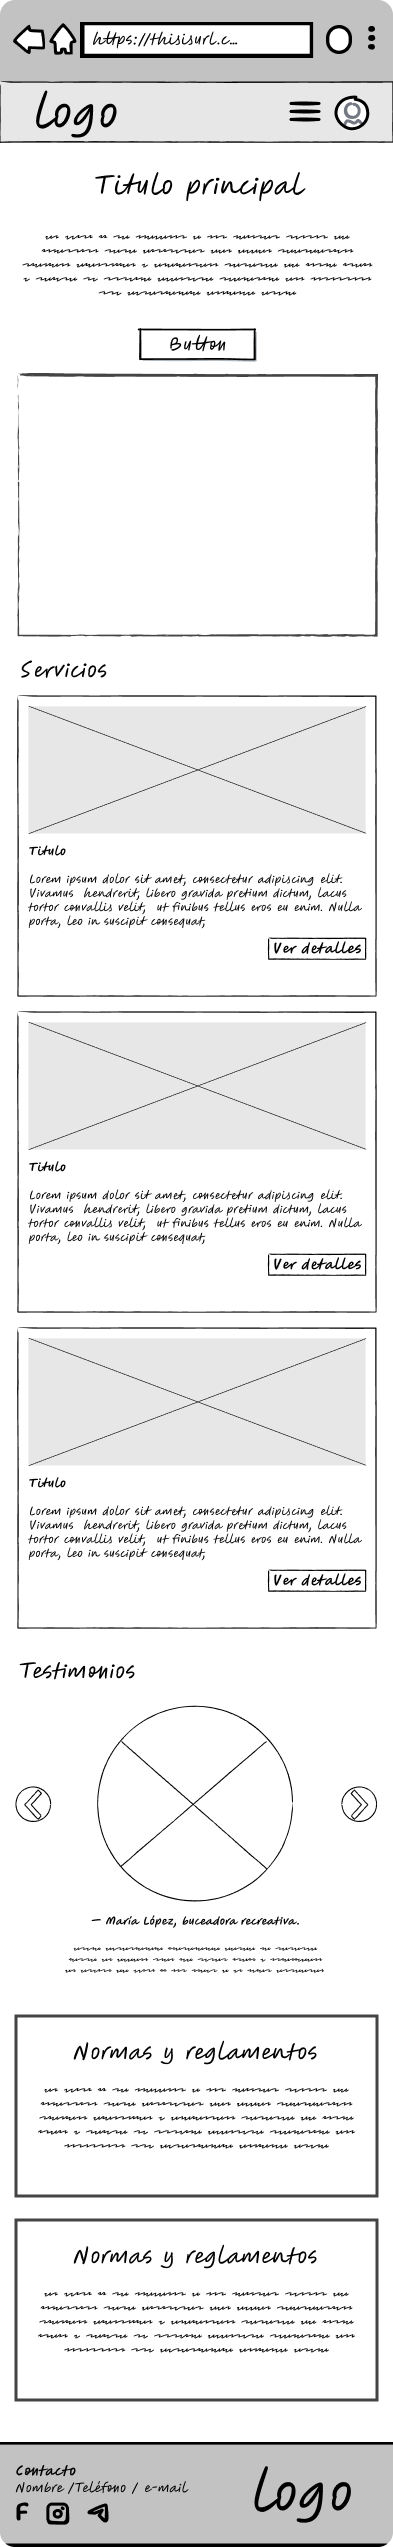 https://thisisurl.c...
logo
Titulo principal
Button
Servicios
Titulo
Lorem ipsum dolor sit amet, consectetur adipiscing elit.
Vivamus hendrerit, libero gravida pretium dictum, lacus
tortor convallis velit, ut finibus tellus eros eu enim. Nulla
porta, leo in suscipit consequat,
Ver detalles
Titulo
Lorem ipsum dolor sit amet, consectetur adipiscing elit.
Vivamus hendrerit, libero gravida pretium dictum, lacus
tortor convallis velit, ut finibus tellus eros eu enim. Nulla
porta, leo in suscipit consequat,
Ver detalles
Titulo
Lorem ipsum dolor sit amet, consectetur adipiscing elit.
Vivamus hendrerit, libero gravida pretium dictum, lacus
tortor convallis velit, ut finibus tellus eros eu enim. Nulla
porta, leo in suscipit consequat,
Ver detalles
Testimonios
— María López, buceadora recreativa.
Normas y reglamentos
Normas y reglamentos
Contacto
Nombre /Teléfono / e-mail
logo